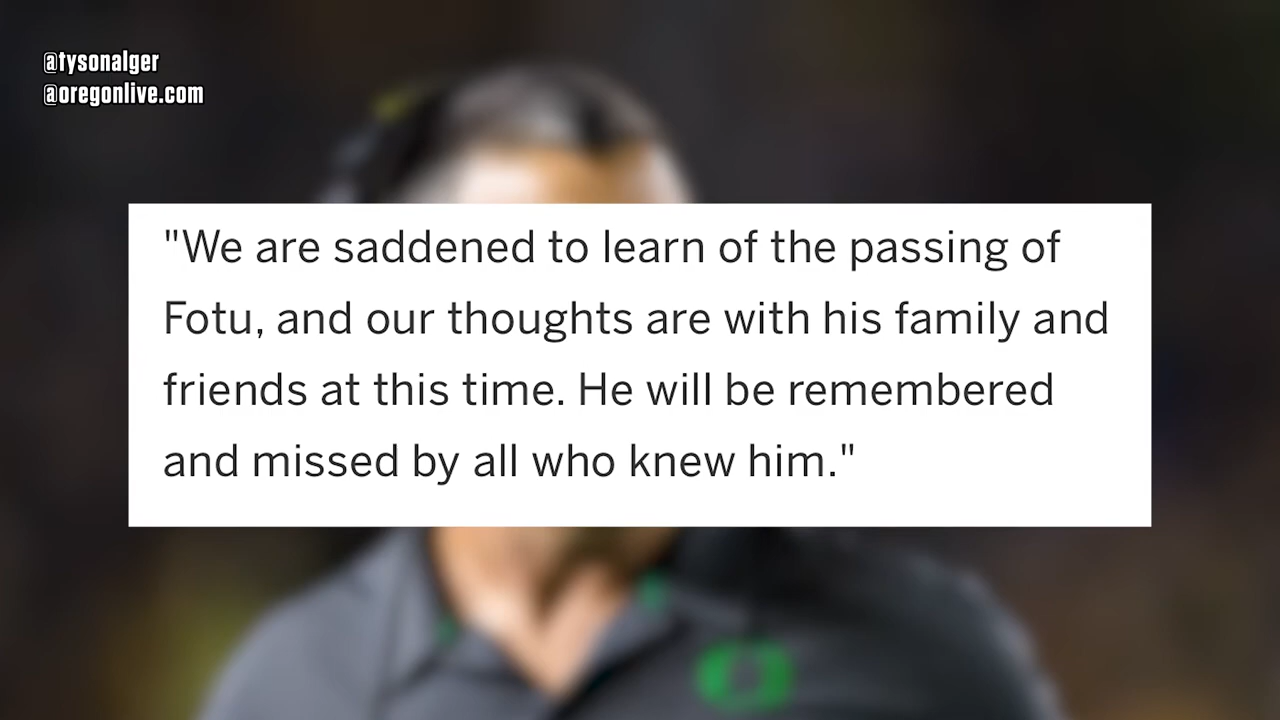 @tysonalger
@oregonlive.com
"We are saddened to learn of the passing of
Fotu, and our thoughts are with his family and
friends at this time. He will be remembered
and missed by all who knew him."